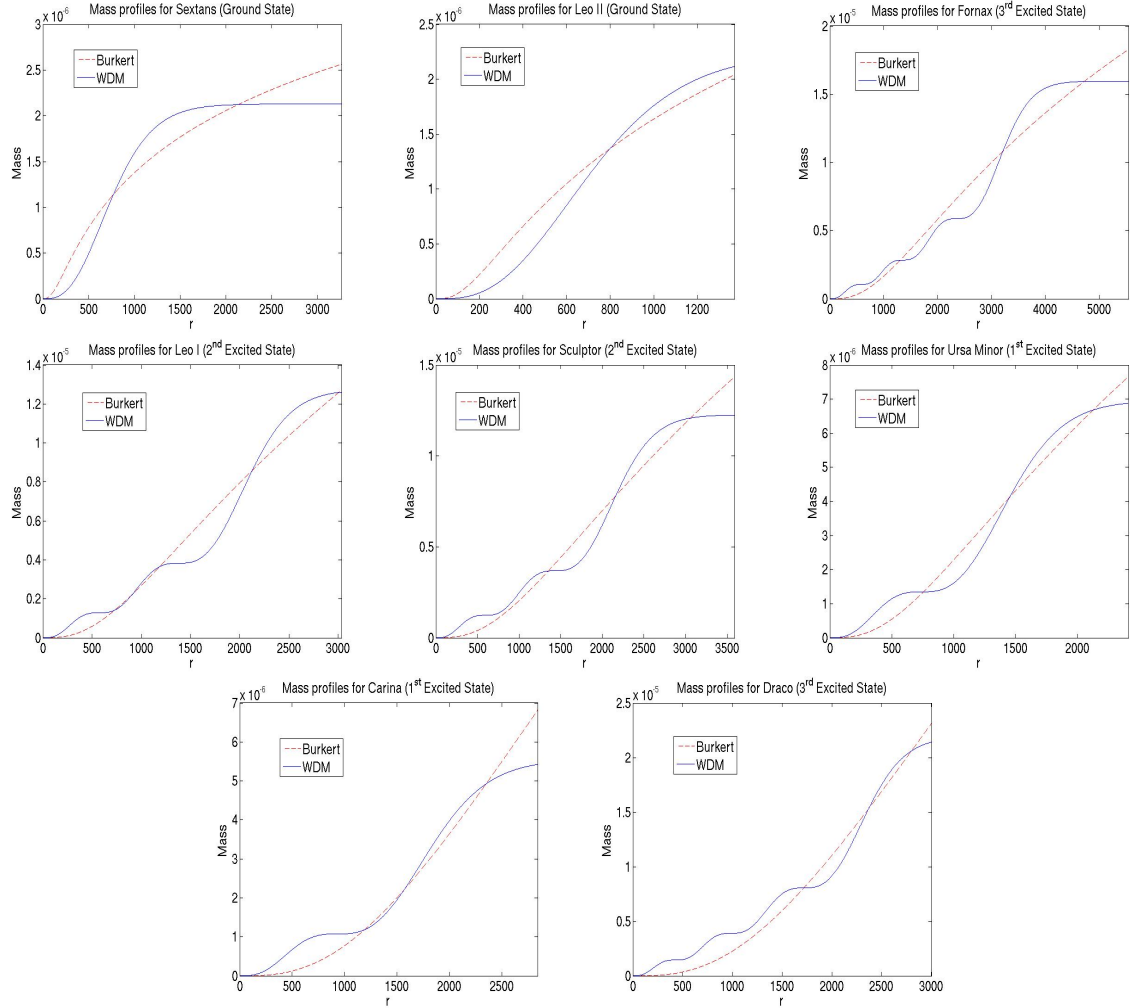 Mass profiles for Sextans (Ground State)
x 10⁻⁶
3
2.5
2
1.5
1
0.5
0
Mass
Burkert
WDM
0 500 1000 1500 2000 2500 3000
r
Mass profiles for Leo II (Ground State)
x 10⁻⁶
2.5
2
1.5
1
0.5
0
Mass
Burkert
WDM
0 200 400 600 800 1000 1200
r
Mass profiles for Fornax (3rd Excited State)
x 10⁻⁵
2
1.5
1
0.5
0
Mass
Burkert
WDM
0 1000 2000 3000 4000 5000
r
Mass profiles for Leo I (2nd Excited State)
x 10⁻⁵
1.4
1.2
1
0.8
0.6
0.4
0.2
0
Mass
Burkert
WDM
0 500 1000 1500 2000 2500 3000
r
Mass profiles for Sculptor (2nd Excited State)
x 10⁻⁵
1.5
1
0.5
0
Mass
Burkert
WDM
0 500 1000 1500 2000 2500 3000 3500
r
Mass profiles for Ursa Minor (1st Excited State)
x 10⁻⁶
8
7
6
5
4
3
2
1
0
Mass
Burkert
WDM
0 500 1000 1500 2000
r
Mass profiles for Carina (1st Excited State)
x 10⁻⁶
7
6
5
4
3
2
1
0
Mass
Burkert
WDM
0 500 1000 1500 2000 2500
r
Mass profiles for Draco (3rd Excited State)
x 10⁻⁵
2.5
2
1.5
1
0.5
0
Mass
Burkert
WDM
0 500 1000 1500 2000 2500 3000
r